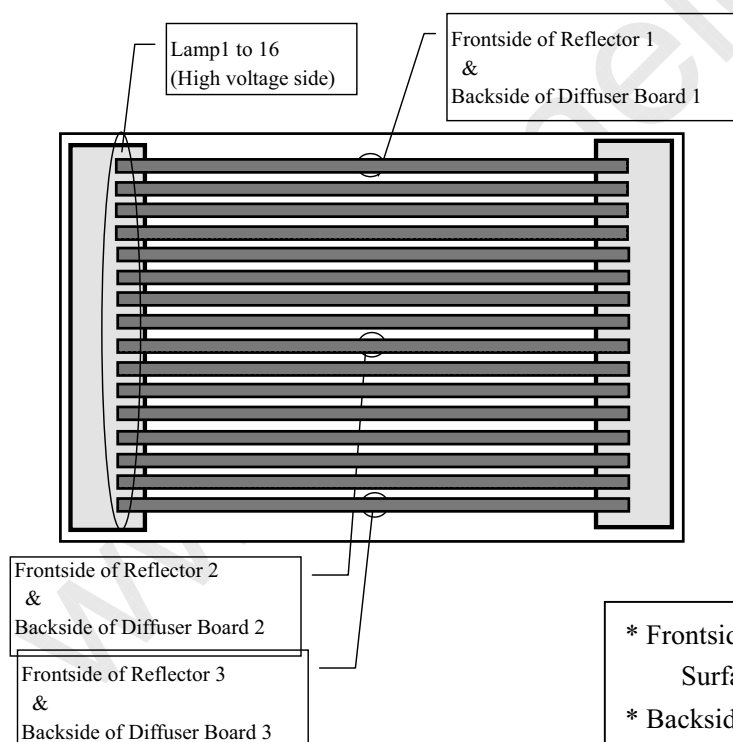 Lamp1 to 16
(High voltage side)
Frontside of Reflector 1
&
Backside of Diffuser Board 1
Frontside of Reflector 2
&
Backside of Diffuser Board 2
Frontside of Reflector 3
&
Backside of Diffuser Board 3
*
* Backsid